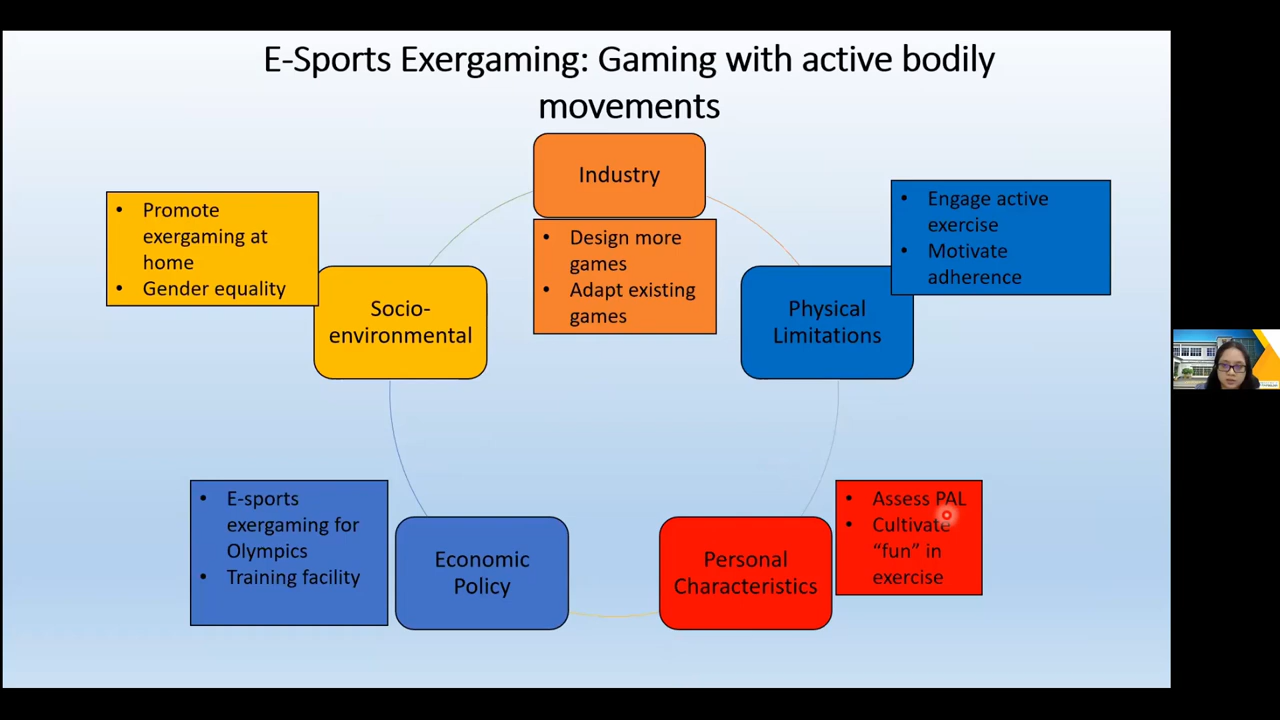 E-Sports Exergaming: Gaming with active bodily
movements
Industry
• Design more
games
• Adapt existing
games
• Engage active
exercise
• Motivate
adherence
Physical
Limitations
• Assess PAL
• Cultivate
“fun” in
exercise
Personal
Characteristics
Economic
Policy
• E-sports
exergaming for
Olympics
• Training facility
• Promote
exergaming at
home
• Gender equality
Socio-
environmental